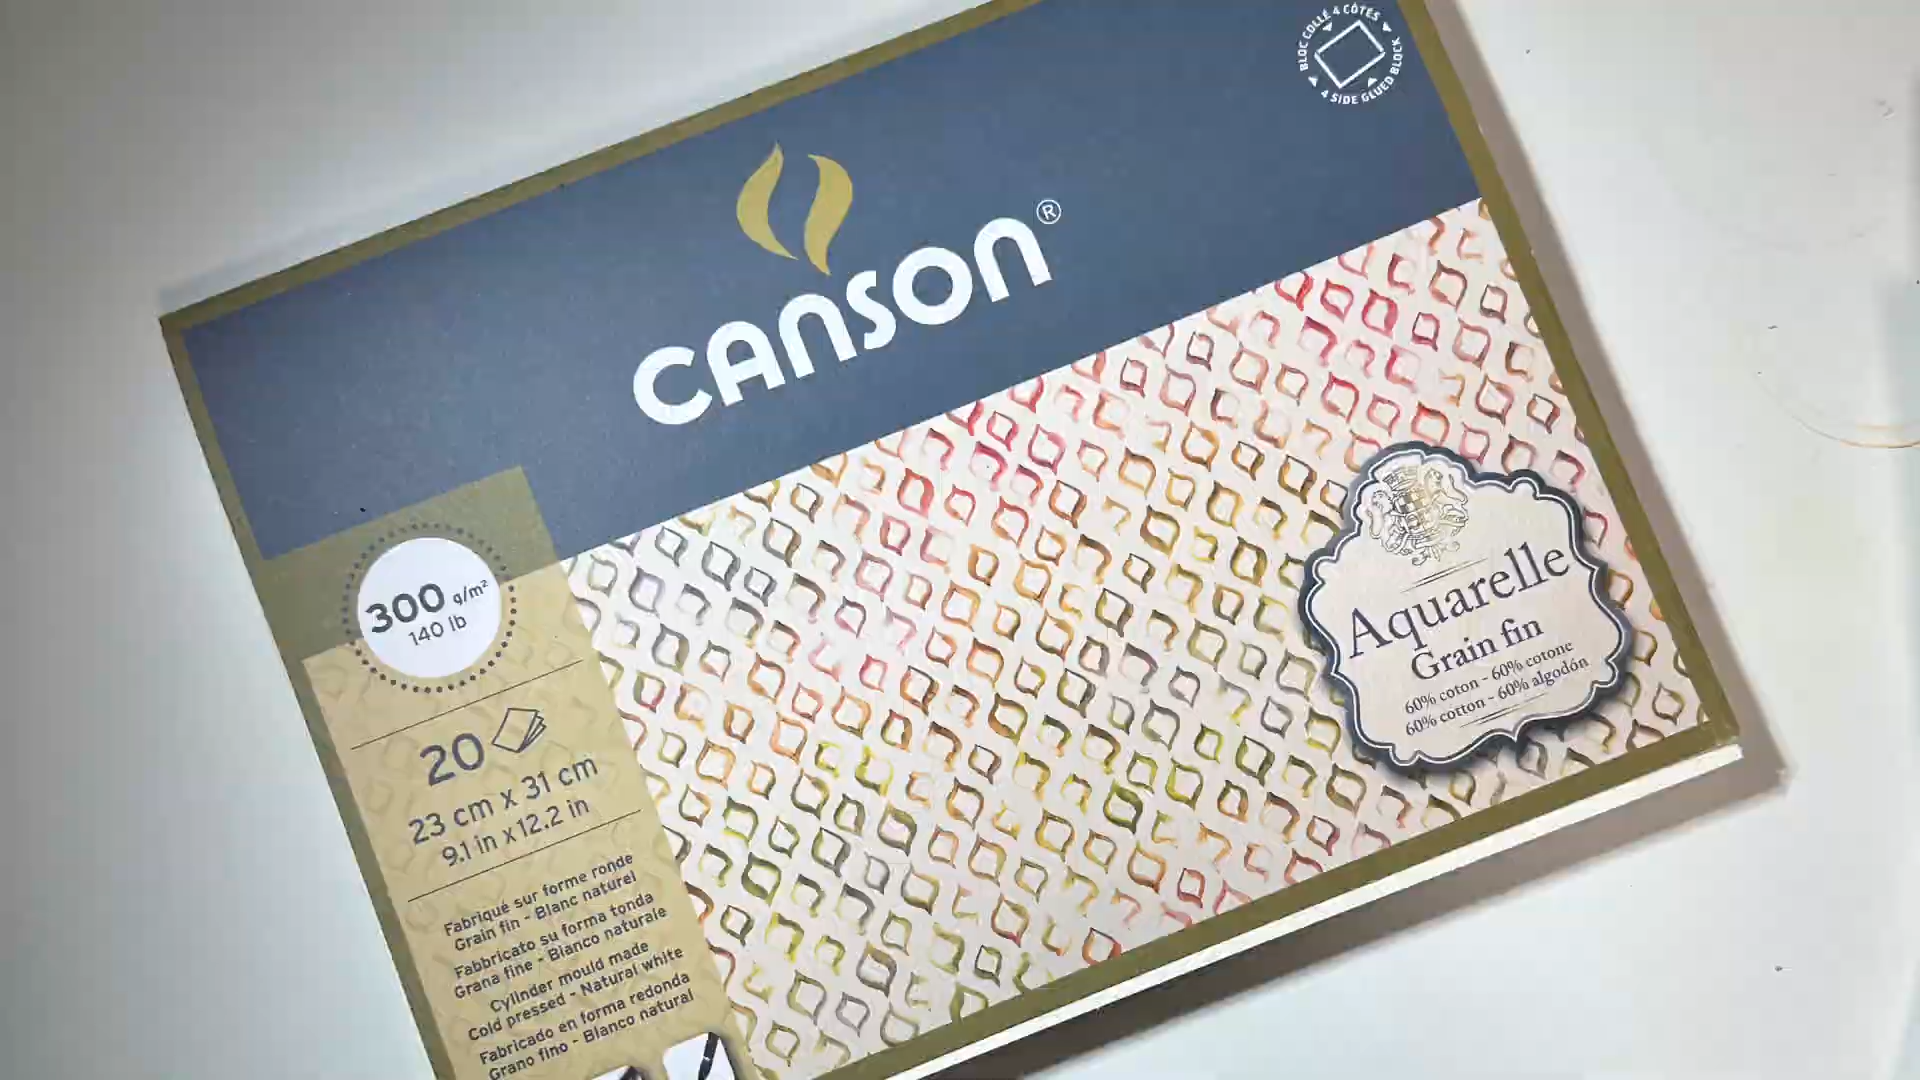 BLOC COLLÉ 4 CÔTÉS
4 SIDE GLUED BLOCK
CANSON®
300 g/m²
140 lb
20
23 cm x 31 cm
9.1 in x 12.2 in
Fabriqué sur forme ronde
Grain fin - Blanc naturel
Fabbricato su forma tonda
Grana fine - Bianco naturale
Cylinder mould made
Cold pressed - Natural white
Fabricado en forma redonda
Grano fino - Blanco natural
Aquarelle
Grain fin
60% coton - 60% cotone
60% cotton - 60% algodón